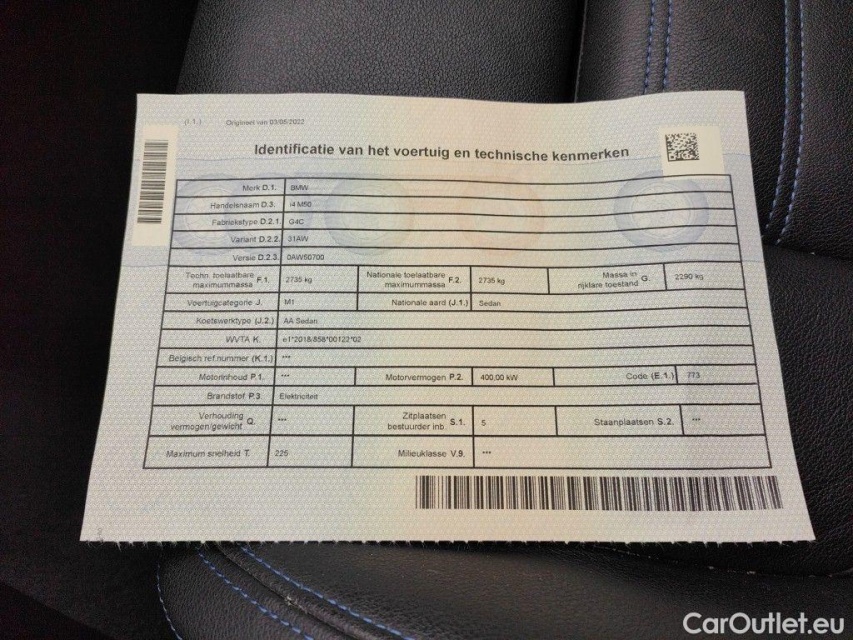 (I.1.) Origineel van 03/05/2022
Identificatie van het voertuig en technische kenmerken
Merk D.1. BMW
Handelsnaam D.3. i4 M50
Fabriekstype D.2.1. G4C
Variant D.2.2. 31AW
Versie D.2.3. 0AW50700
Techn. toelaatbare maximummassa F.1. 2735 kg Nationale toelaatbare maximummassa F.2. 2735 kg Massa in rijklare toestand G. 2290 kg
Voertuigcategorie J. M1 Nationale aard (J.1.) Sedan
Koetswerktype (J.2.) AA Sedan
WVTA K. e1*2018/858*00122*02
Belgisch ref.nummer (K.1.) ***
Motorinhoud P.1. *** Motorvermogen P.2. 400,00 kW Code (E.1.) 773
Brandstof P.3. Elektriciteit
Verhouding vermogen/gewicht Q. *** Zitplaatsen bestuurder inb. S.1. 5 Staanplaatsen S.2. ***
Maximum snelheid T. 225 Milieuklasse V.9. ***
CarOutlet.eu